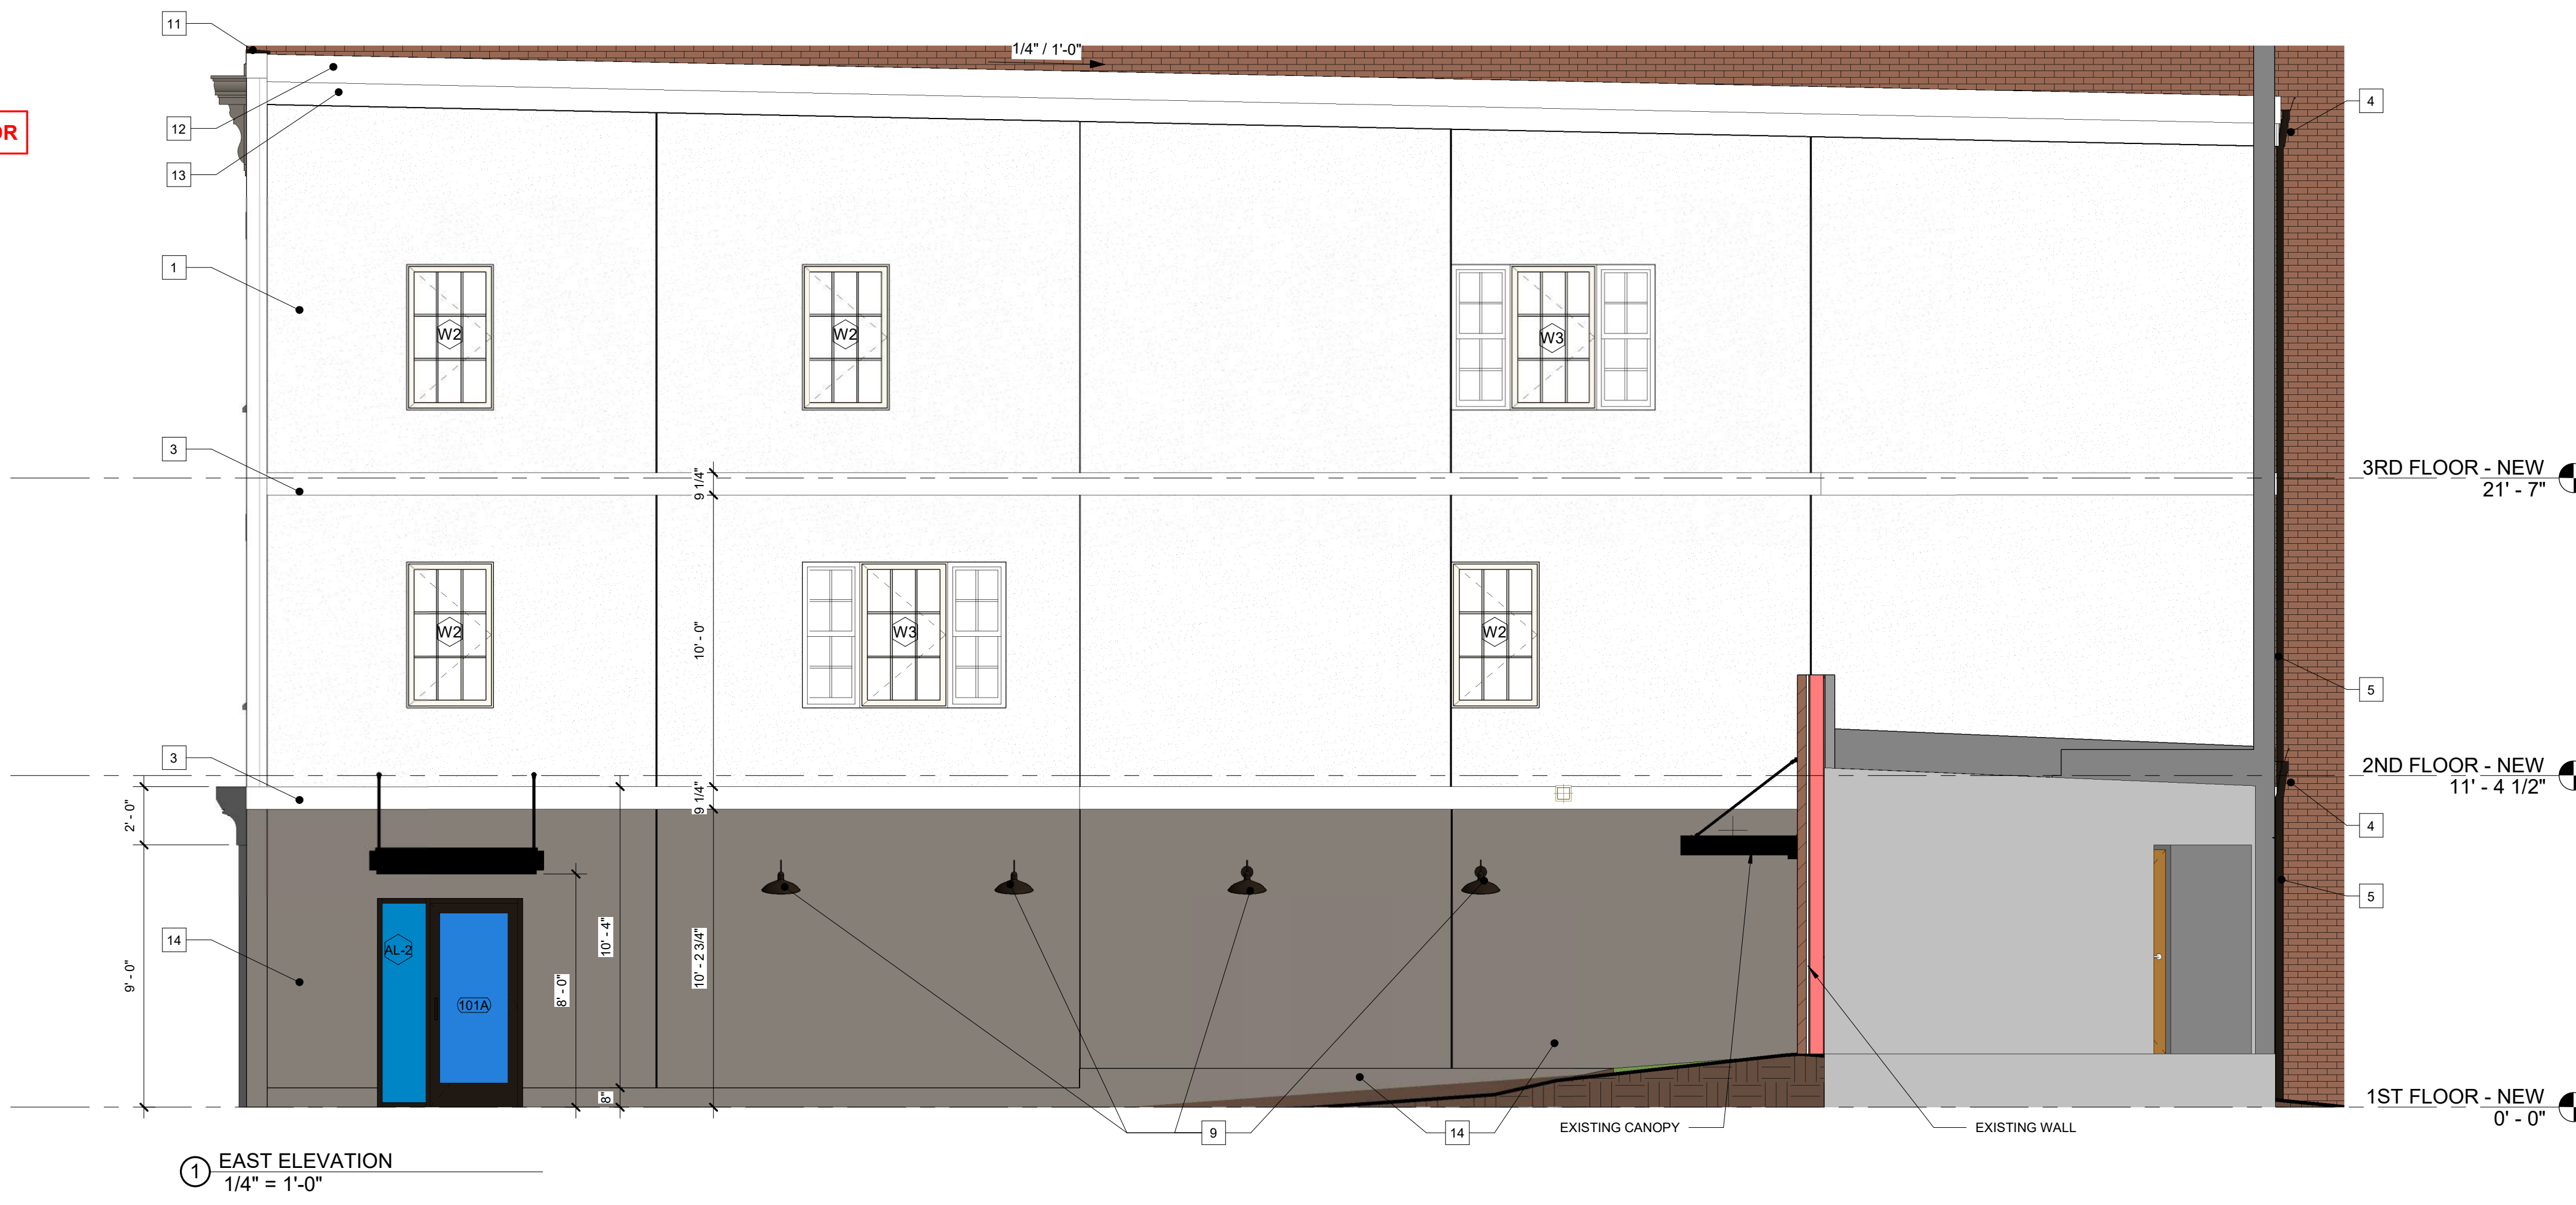 11
1/4" / 1'-0"
4
OR
12
13
1
W2
W2
W3
3
9 1/4"
3RD FLOOR - NEW
21' - 7"
W2
W3
W2
10' - 0"
5
3
2ND FLOOR - NEW
11' - 4 1/2"
9 1/4"
2' - 0"
4
5
14
AL-2
101A
10' - 4"
10' - 2 3/4"
8' - 0"
9' - 0"
8"
1ST FLOOR - NEW
0' - 0"
9
14
EXISTING CANOPY
EXISTING WALL
1
EAST ELEVATION
1/4" = 1'-0"